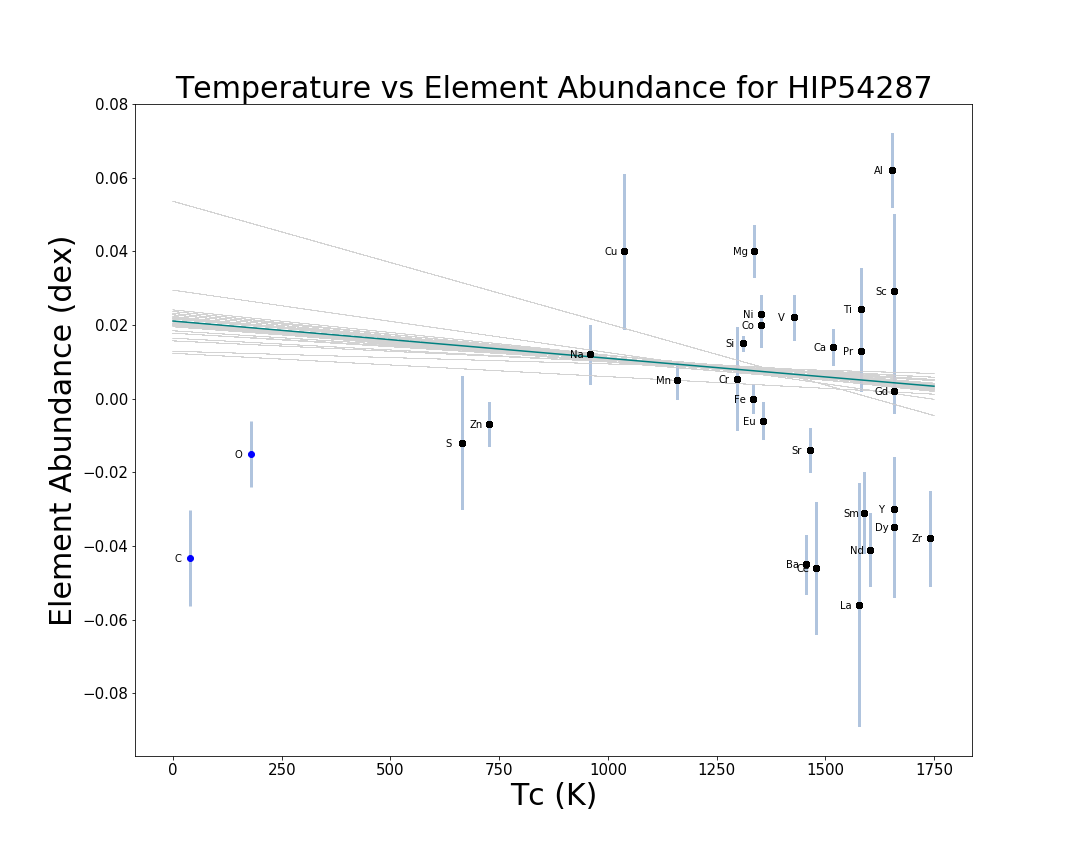 Temperature vs Element Abundance for HIP54287
Element Abundance (dex)
0.08
0.06
0.04
0.02
0.00
−0.02
−0.04
−0.06
−0.08
Al
Cu
Mg
Sc
Ti
Ni
V
Co
Si
Ca
Pr
Na
Mn
Cr
Gd
Fe
Eu
Zn
S
Sr
O
Y
Sm
Dy
Zr
Nd
C
Ba
Ce
La
0
250
500
750
1000
1250
1500
1750
Tc (K)